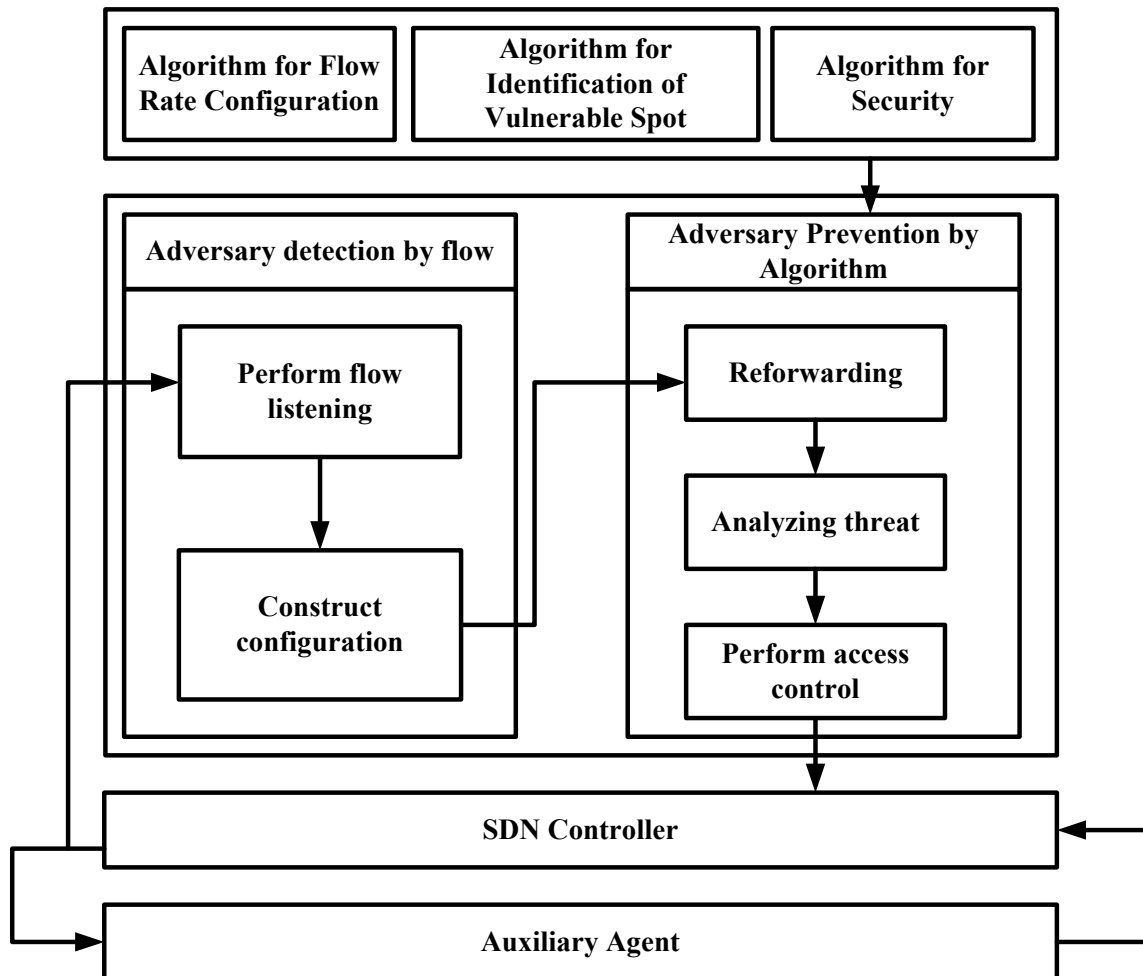 Algorithm for Flow
Rate Configuration
Algorithm for
Identification of
Vulnerable Spot
Algorithm for
Security
Adversary detection by flow
Adversary Prevention by
Algorithm
Perform flow
listening
Construct
configuration
Reforwarding
Analyzing threat
Perform access
control
SDN Controller
Auxiliary Agent